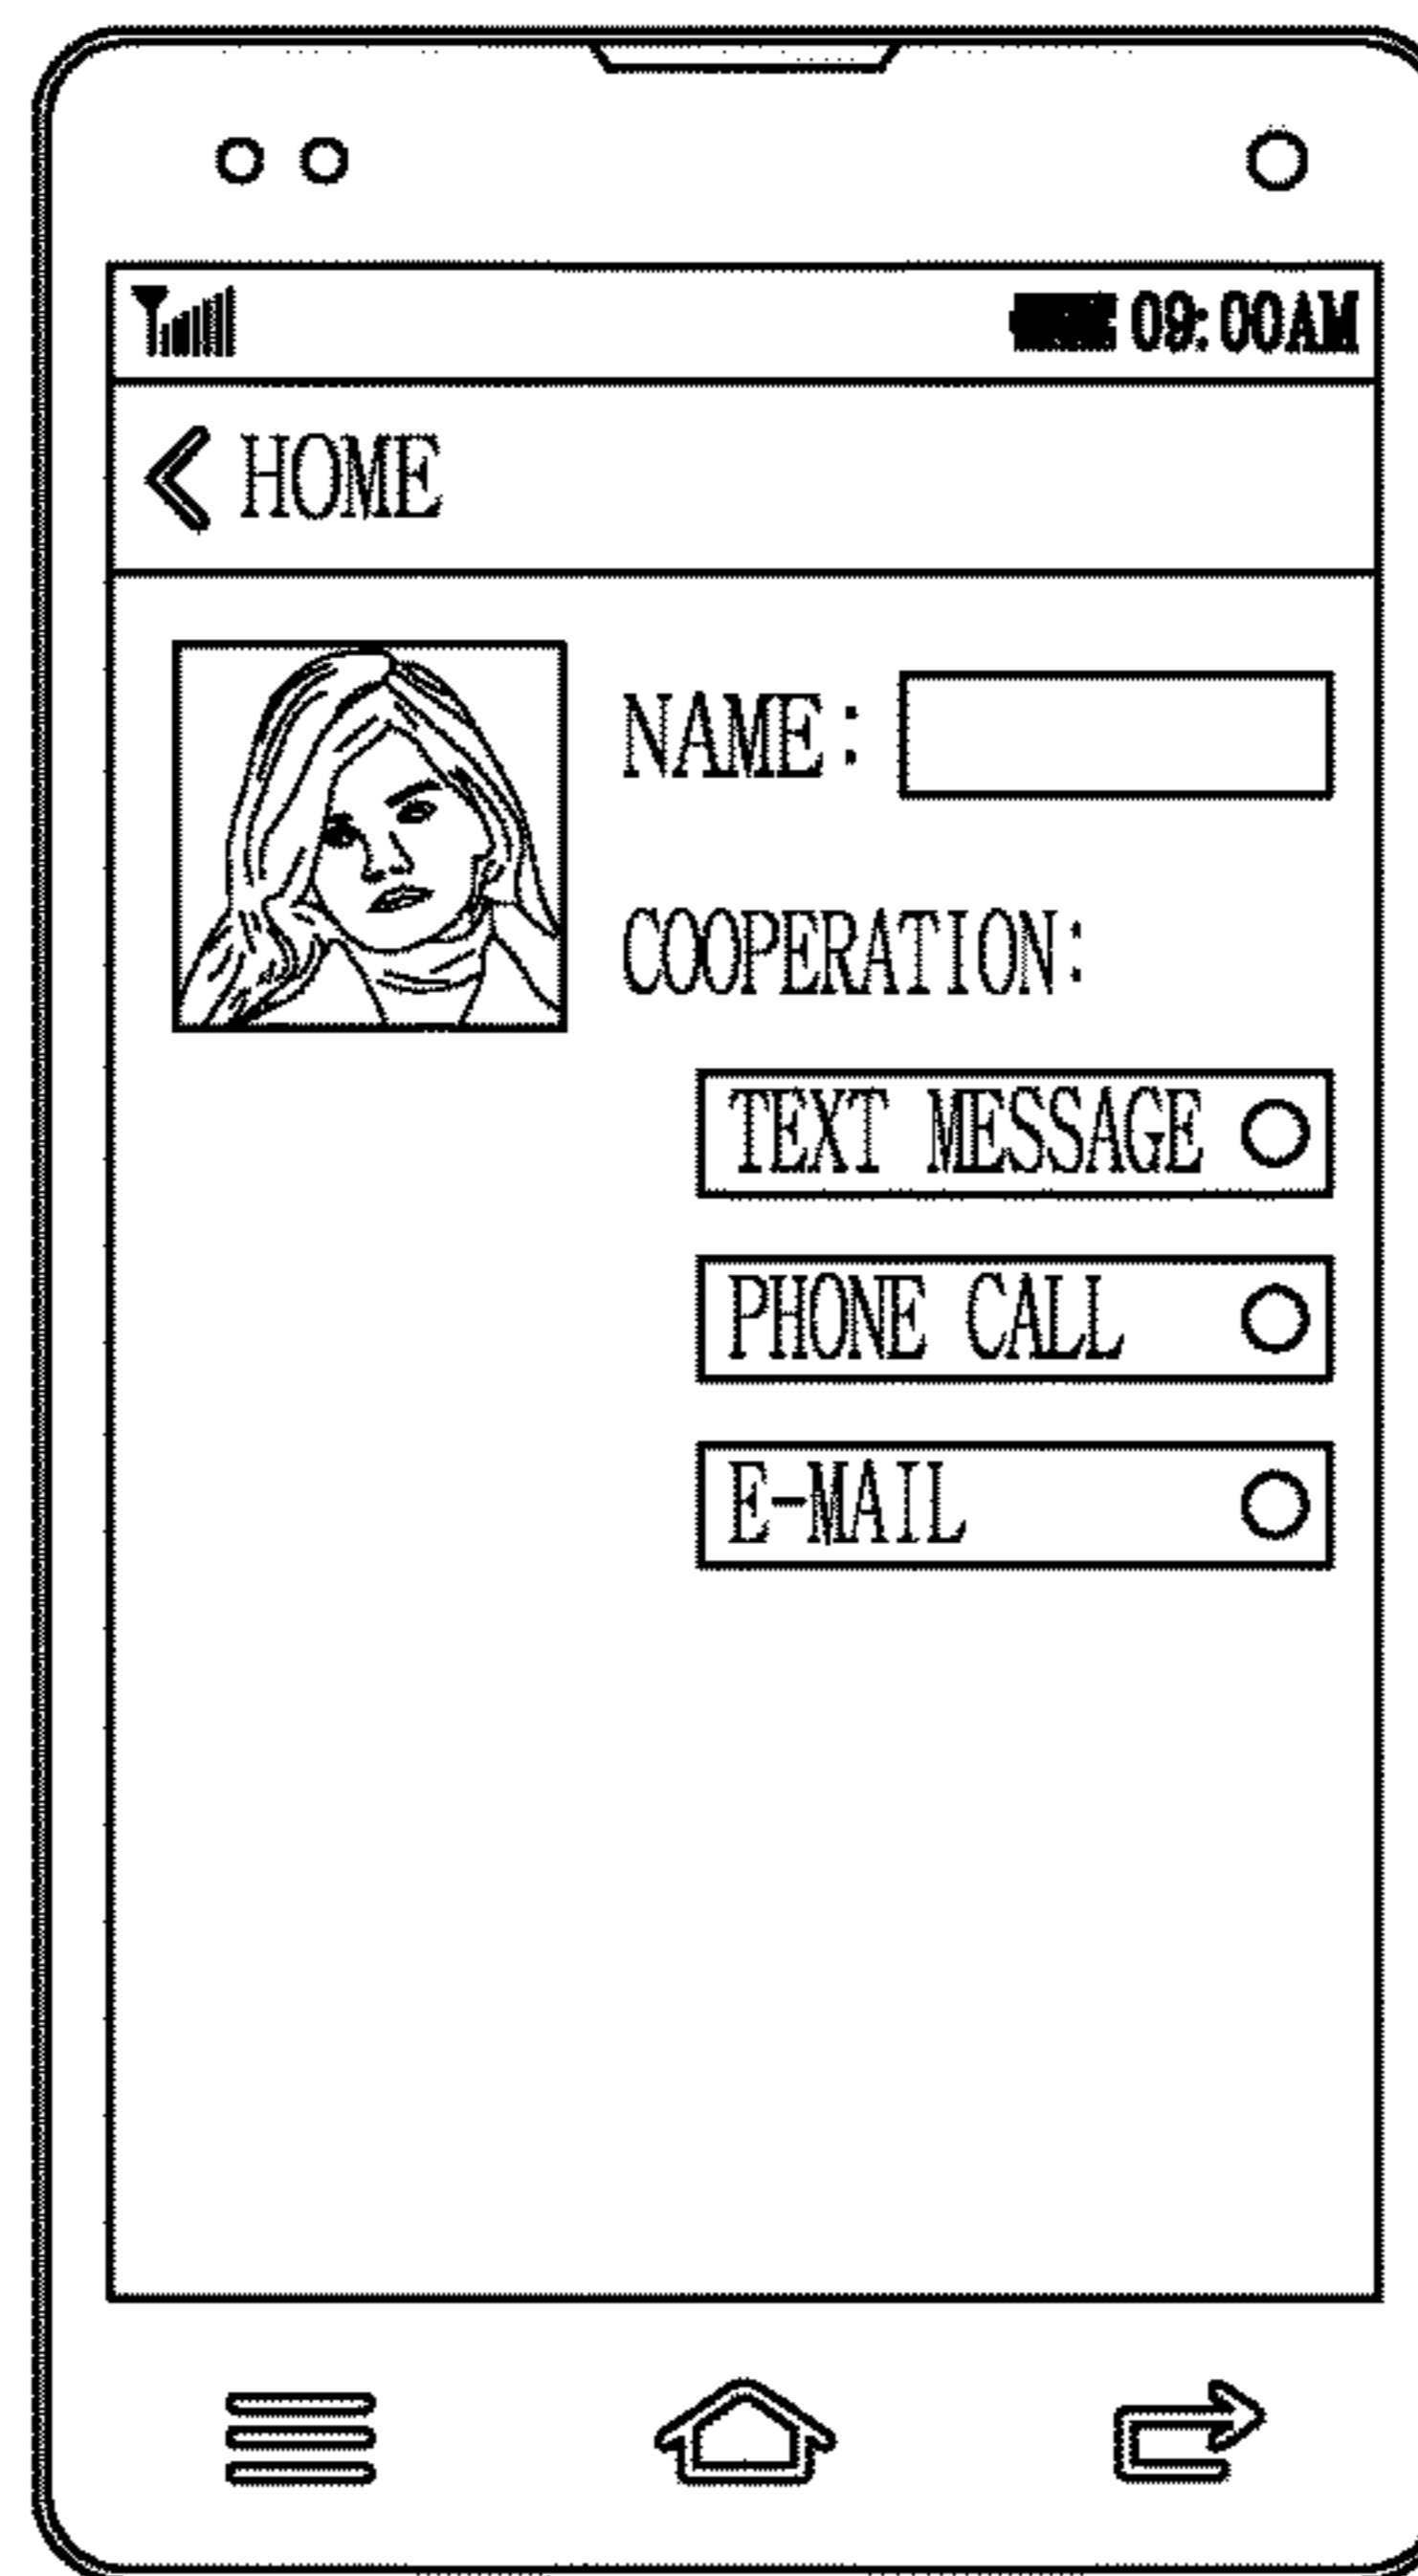 09:00AM
HOME
NAME:
COOPERATION:
TEXT MESSAGE
PHONE CALL
E-MAIL